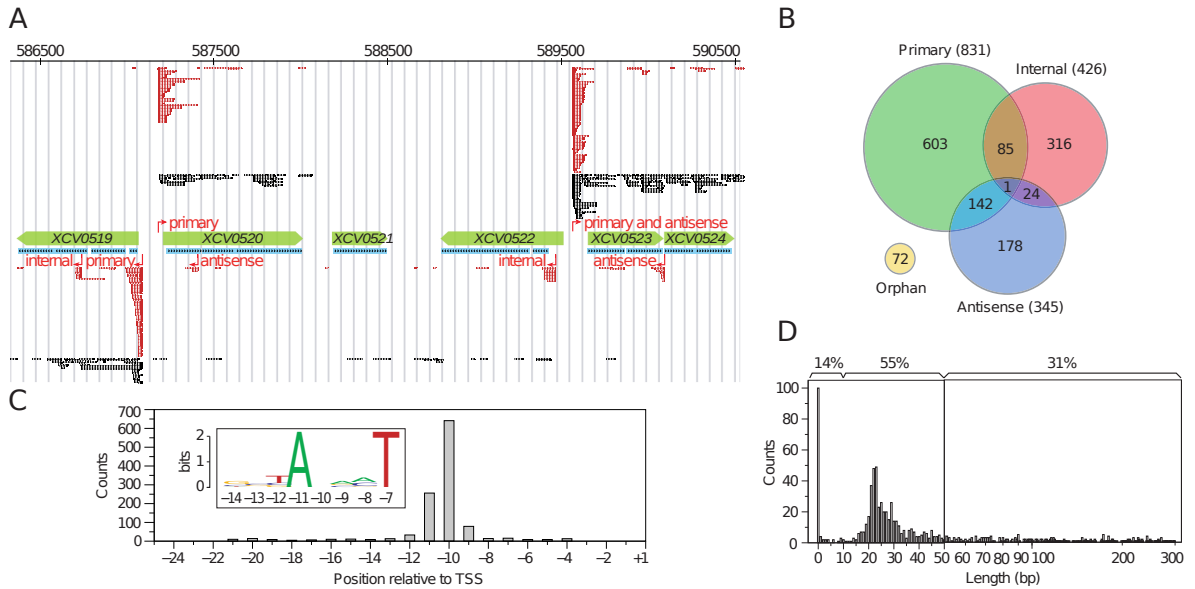 A
586500 587500 588500 589500 590500
primary
primary and antisense
XCV0519 XCV0520 XCV0521 XCV0522 XCV0523 XCV0524
internal primary antisense internal antisense
B
Primary (831)
Internal (426)
603 85 316
1
142 24
178
72
Orphan
Antisense (345)
C
700
600
500
400
300
200
100
0
Counts
2
1
0
bits
T A T
−14 −13 −12 −11 −10 −9 −8 −7
−24 −22 −20 −18 −16 −14 −12 −10 −8 −6 −4 −2 +1
Position relative to TSS
D
14% 55% 31%
100
80
60
40
20
0
Counts
0 10 20 30 40 50 60 70 80 90 100 200 300
Length (bp)